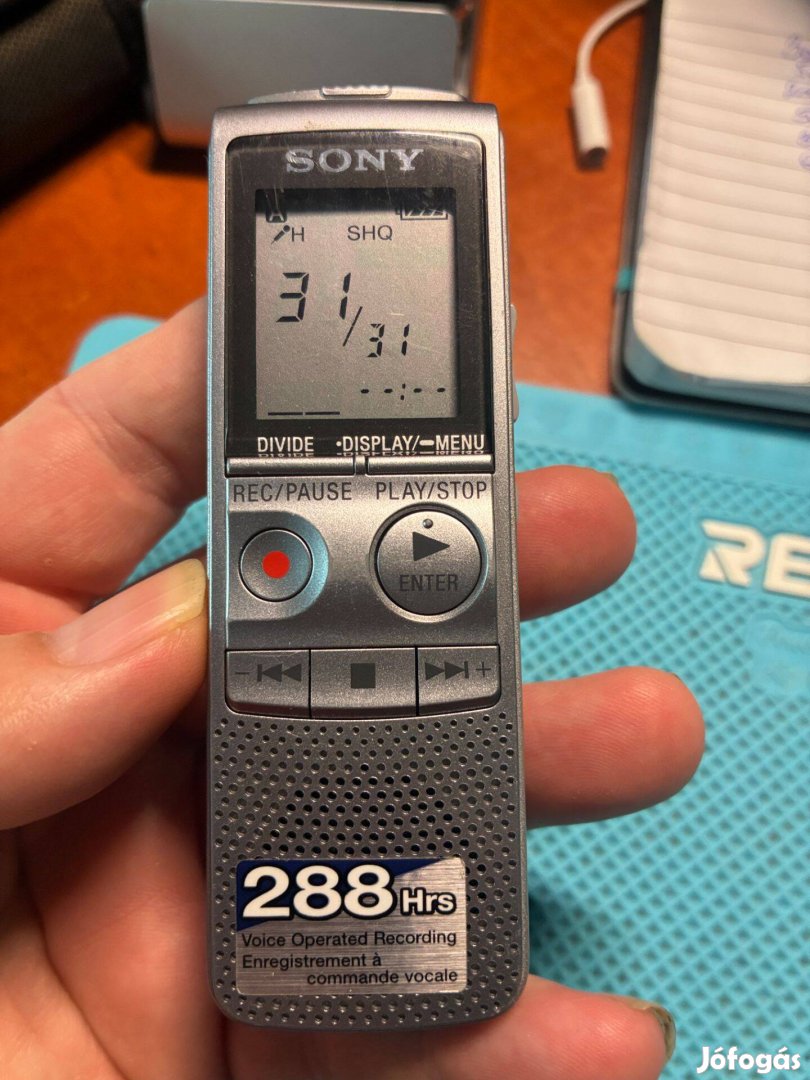 SONY
A
H SHQ
31/31
--:--
DIVIDE •DISPLAY/−MENU
REC/PAUSE PLAY/STOP
ENTER
− +
288 Hrs
Voice Operated Recording
Enregistrement à
commande vocale
RE
Jófogás